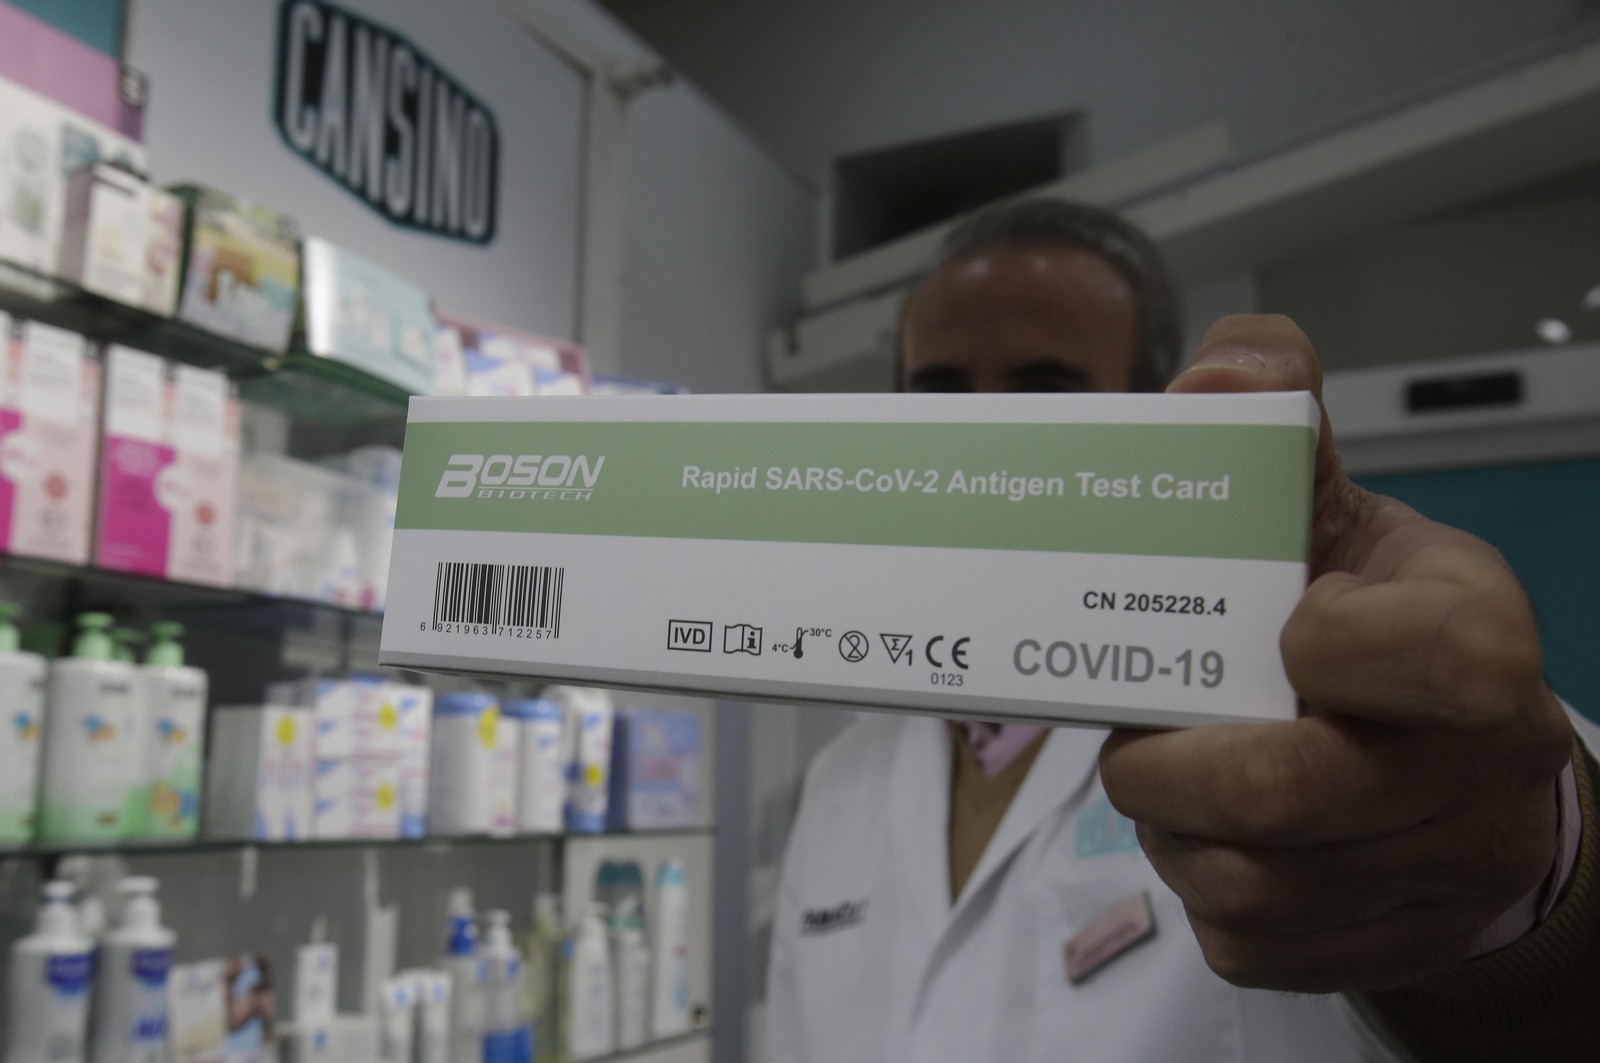 CANSINO
BOSON
BIOTECH
Rapid SARS-CoV-2 Antigen Test Card
CN 205228.4
6 921963 712257
IVD
i
4°C
30°C
2
Σ
1
CE
0123
COVID-19